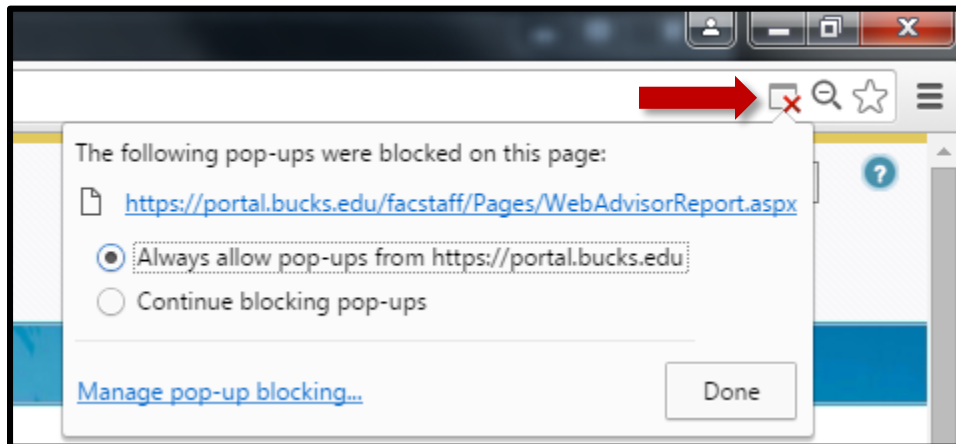 The following pop-ups were blocked on this page:
https://portal.bucks.edu/facstaff/Pages/WebAdvisorReport.aspx
Always allow pop-ups from https://portal.bucks.edu
Continue blocking pop-ups
Manage pop-up blocking...
Done